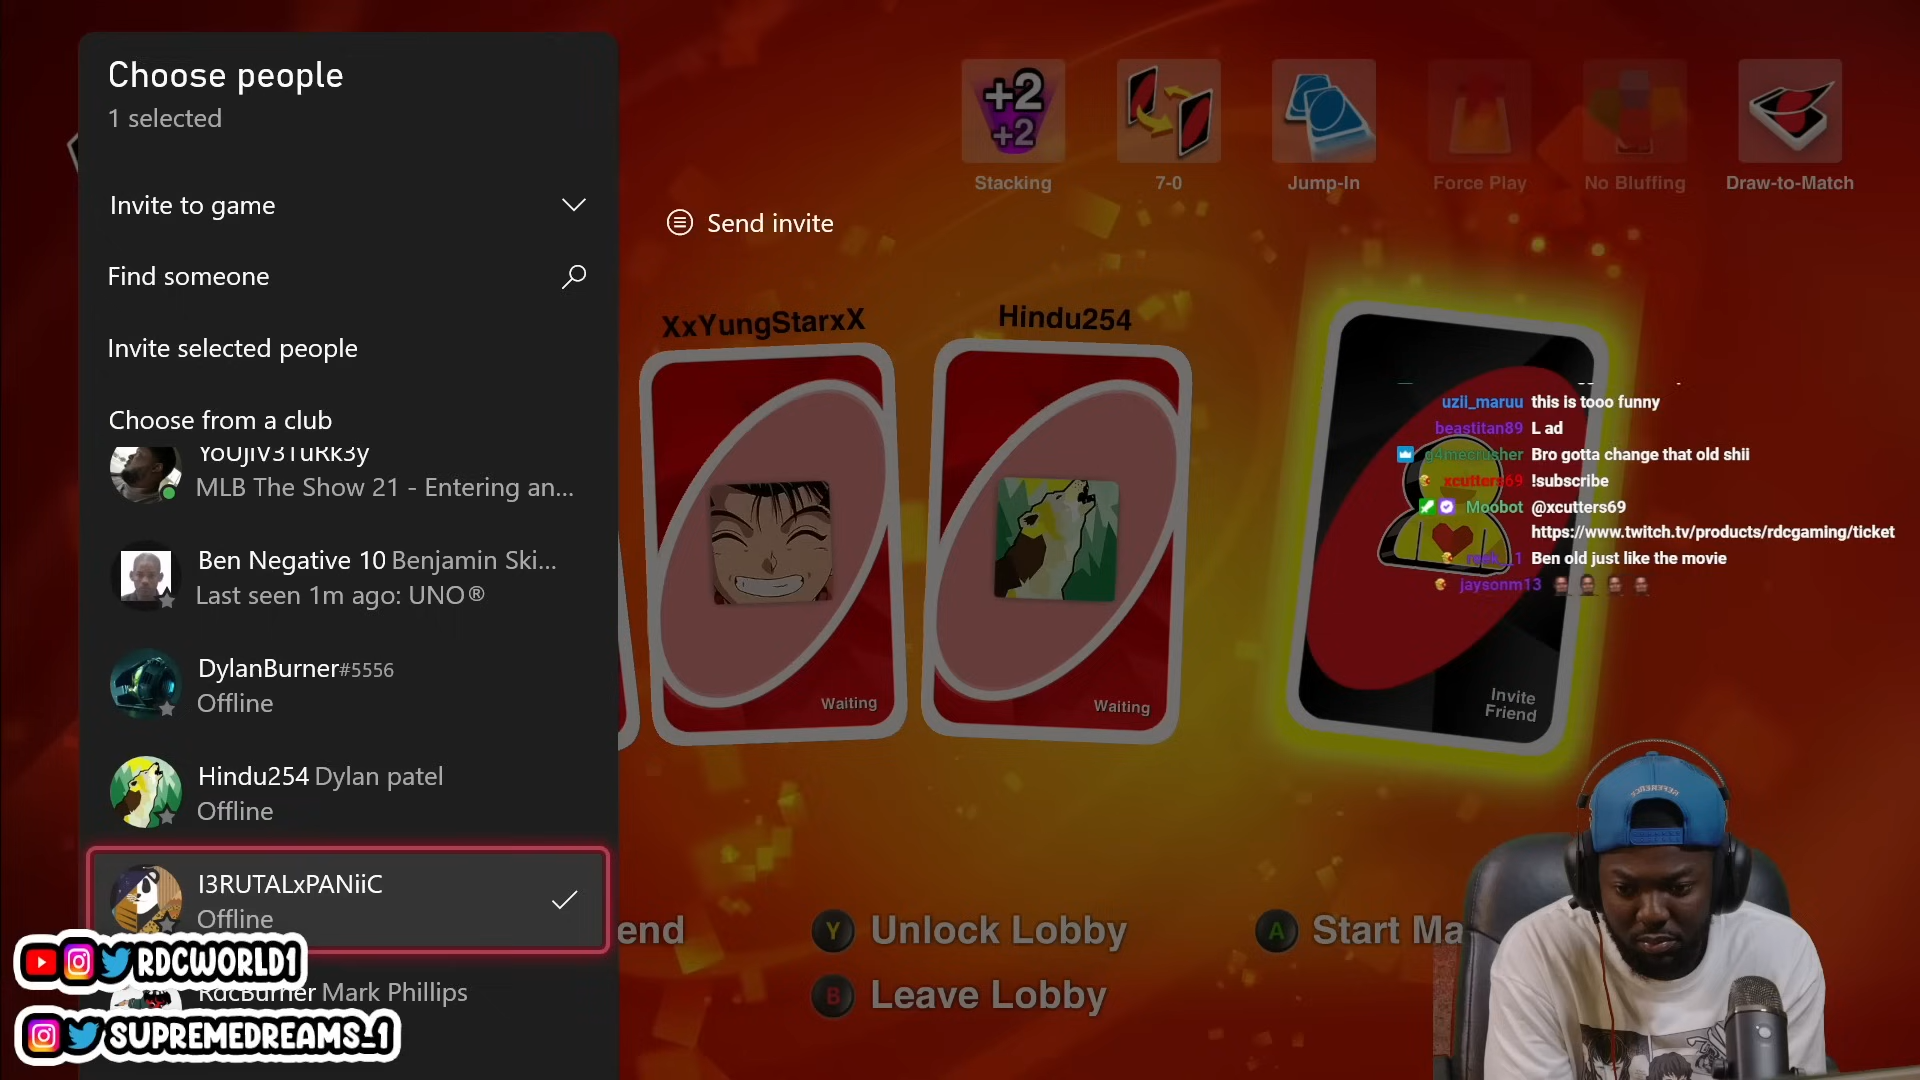 Choose people
1 selected
Invite to game
Find someone
Invite selected people
Choose from a club
YoUJiV3TuRk3y
MLB The Show 21 - Entering an...
Ben Negative 10 Benjamin Ski...
Last seen 1m ago: UNO®
DylanBurner#5556
Offline
Hindu254 Dylan patel
Offline
I3RUTALxPANiiC
Offline
RdcBurner Mark Phillips
RDCWORLD1
SUPREMEDREAMS_1
Send invite
+2
+2
Stacking
7-0
Jump-In
Force Play
No Bluffing
Draw-to-Match
XxYungStarxX
Waiting
Hindu254
Waiting
Invite
Friend
uzii_maruu this is tooo funny
beastitan89 L ad
g4mecrusher Bro gotta change that old shii
xcutters69 !subscribe
Moobot @xcutters69
https://www.twitch.tv/products/rdcgaming/ticket
Ben old just like the movie
jaysonm13
end
Y Unlock Lobby
A Start Ma
B Leave Lobby